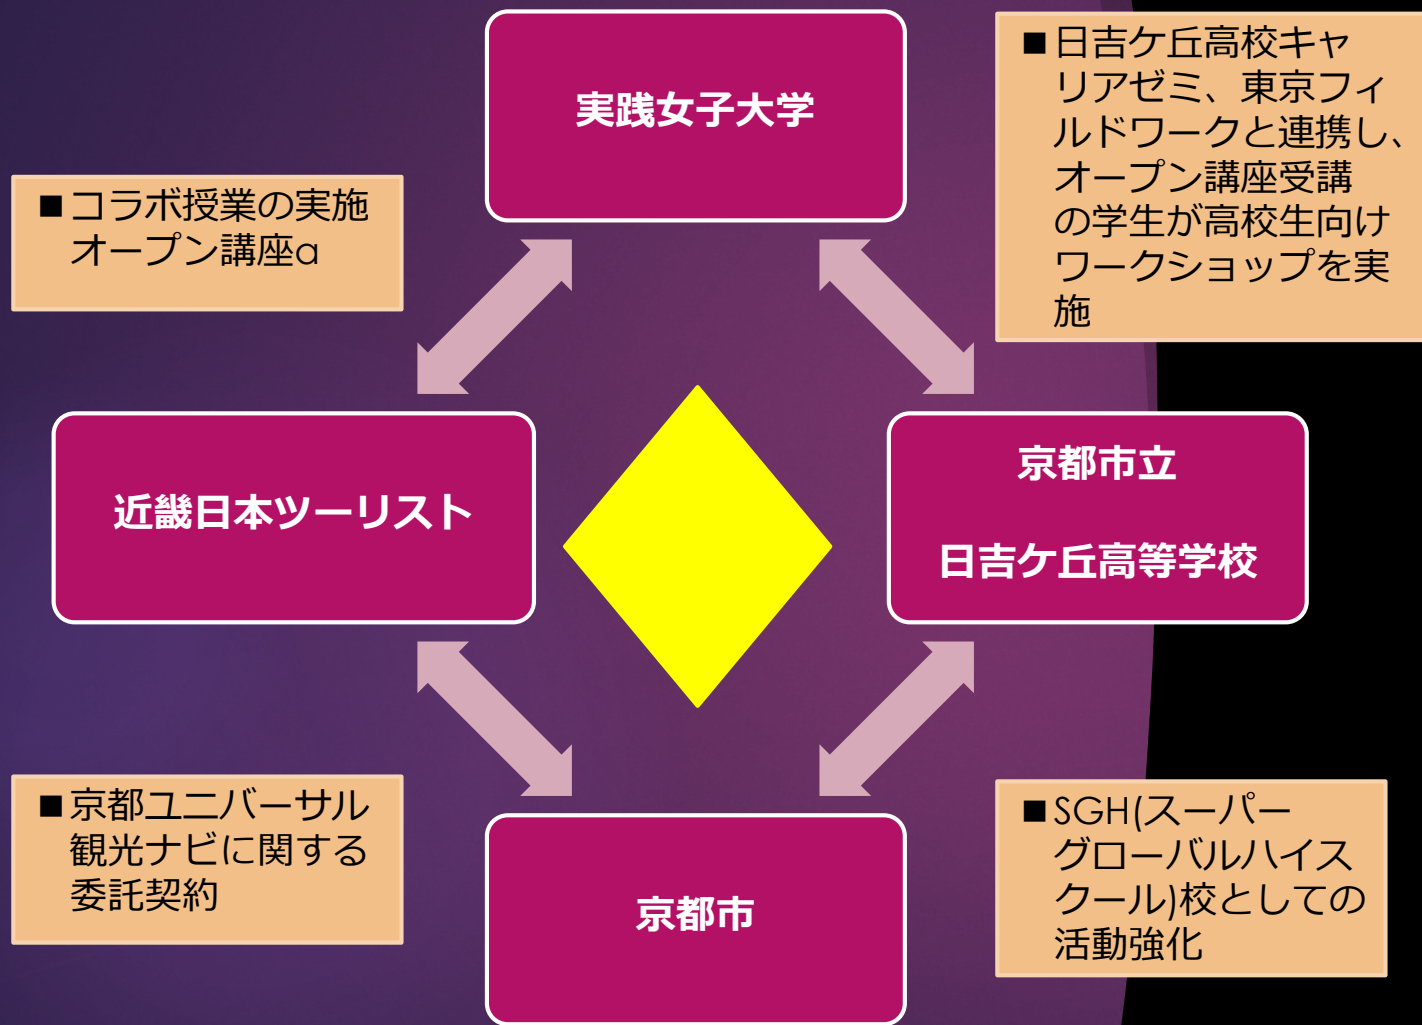 実践女子大学
■日吉ケ丘高校キャ
リアゼミ、東京フィ
ルドワークと連携し、
オープン講座受講
の学生が高校生向け
ワークショップを実
施
■コラボ授業の実施
オープン講座α
近畿日本ツーリスト
京都市立
日吉ケ丘高等学校
■京都ユニバーサル
観光ナビに関する
委託契約
京都市
■SGH(スーパー
グローバルハイス
クール)校としての
活動強化